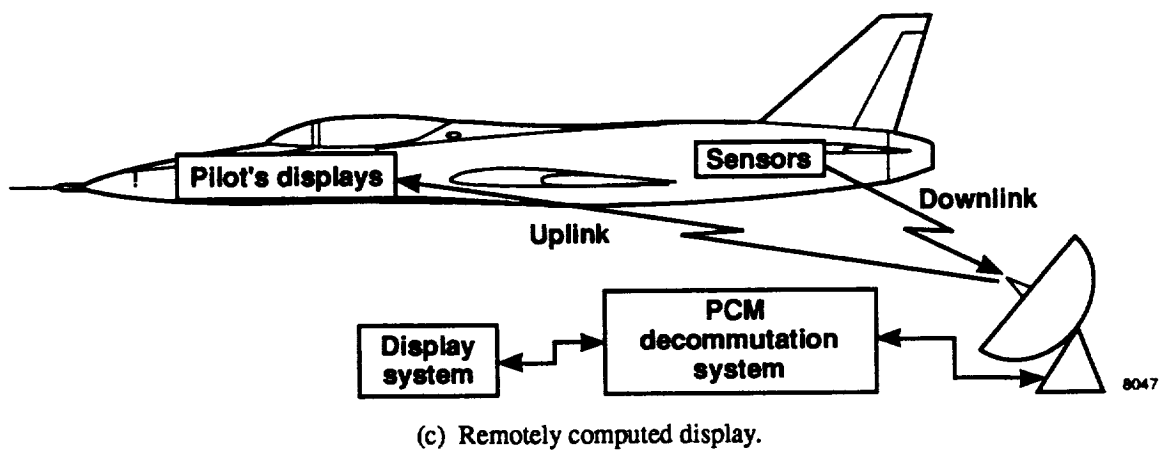 Sensors
Pilot's displays
Downlink
Uplink
PCM
decommutation
system
Display
system
8047
(c) Remotely computed display.